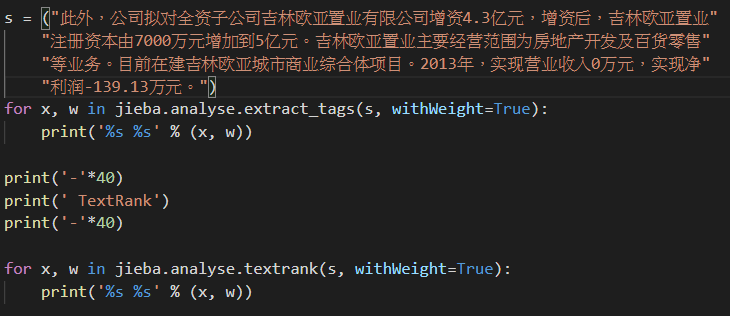 s = ("此外，公司拟对全资子公司吉林欧亚置业有限公司增资4.3亿元，增资后，吉林欧亚置业"
"注册资本由7000万元增加到5亿元。吉林欧亚置业主要经营范围为房地产开发及百货零售"
"等业务。目前在建吉林欧亚城市商业综合体项目。2013年，实现营业收入0万元，实现净"
"利润-139.13万元。")
for x, w in jieba.analyse.extract_tags(s, withWeight=True):
print('%s %s' % (x, w))
print('-'*40)
print(' TextRank')
print('-'*40)
for x, w in jieba.analyse.textrank(s, withWeight=True):
print('%s %s' % (x, w))